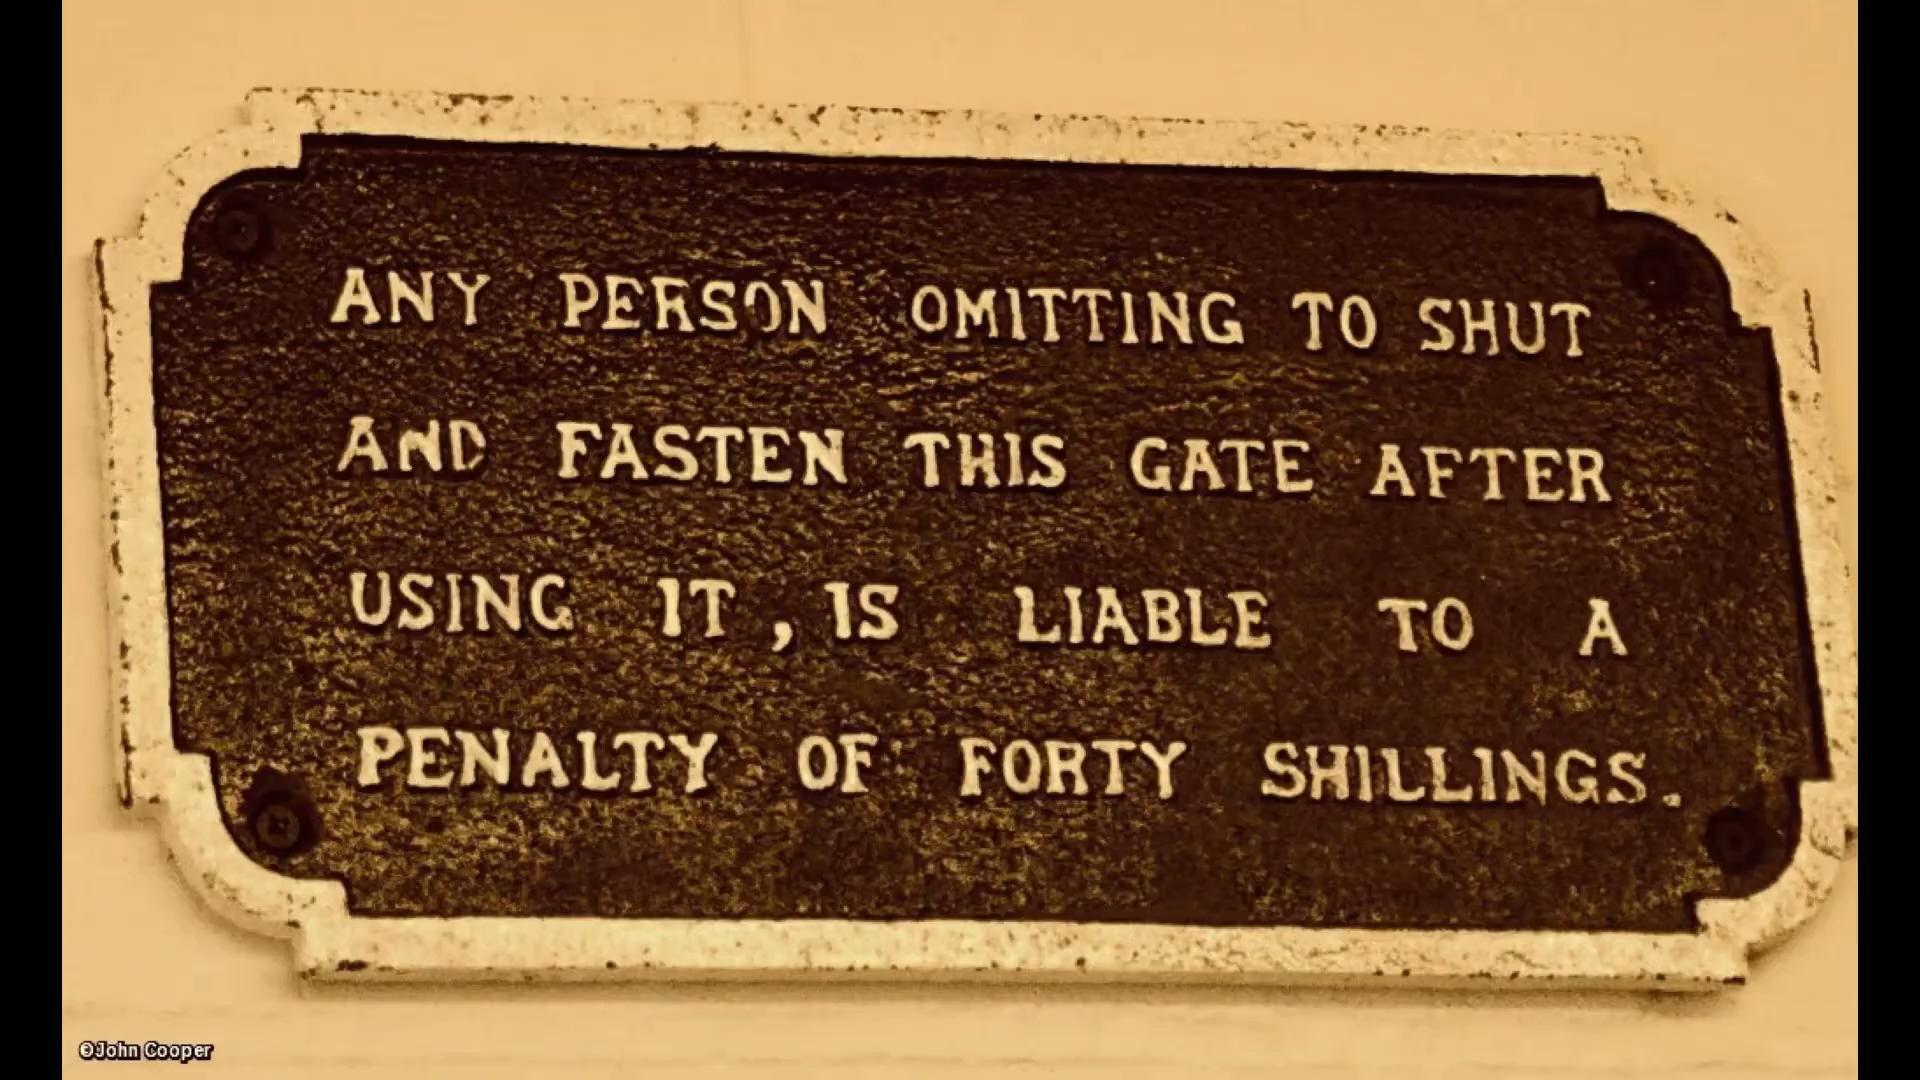 ANY PERSON OMITTING TO SHUT
AND FASTEN THIS GATE AFTER
USING IT, IS LIABLE TO A
PENALTY OF FORTY SHILLINGS.
©John Cooper